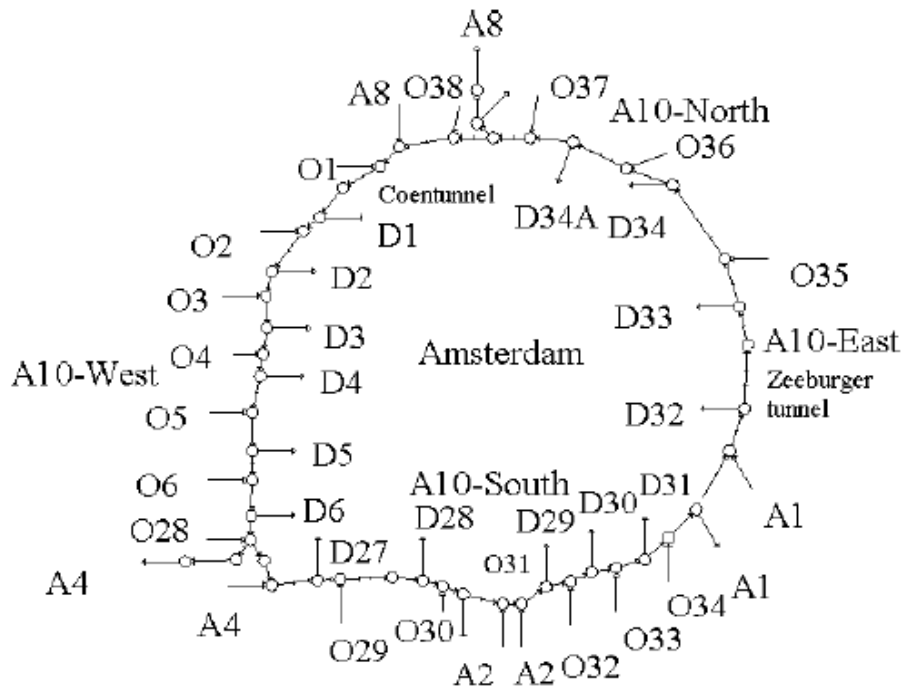 A8
A8
O38
O37
A10-North
O36
O1
Coentunnel
D34A
D34
D1
O2
D2
O35
O3
D33
D3
O4
Amsterdam
A10-East
A10-West
D4
Zeeburger
tunnel
O5
D32
D5
O6
A10-South
D31
D30
D6
D28
D29
A1
O28
D27
O31
A4
A1
O34
A4
O30
O33
O29
A2
A2
O32